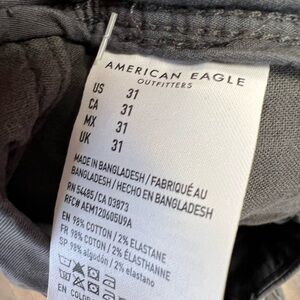 AMERICAN EAGLE
OUTFITTERS
US 31
CA 31
MX 31
UK 31
MADE IN BANGLADESH / FABRIQUÉ AU
BANGLADESH / HECHO EN BANGLADESH
RN 54485/CA 03873
RFC# AEM120605U9A
EN 98% COTTON / 2% ELASTANE
FR 98% COTON / 2% ÉLASTHANNE
SP 98% algodón / 2% elastano